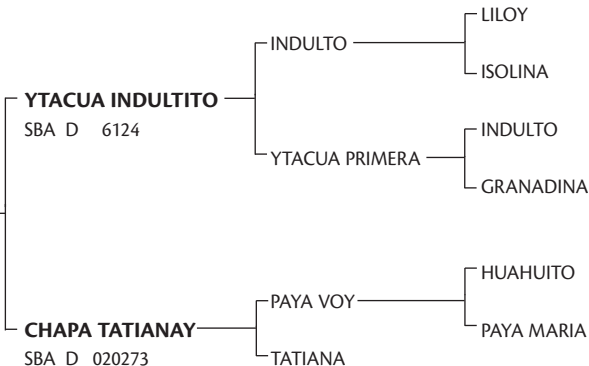 LILOY
INDULTO
ISOLINA
YTACUA INDULTITO
SBA D 6124
INDULTO
YTACUA PRIMERA
GRANADINA
HUAHUITO
PAYA VOY
PAYA MARIA
CHAPA TATIANAY
SBA D 020273
TATIANA